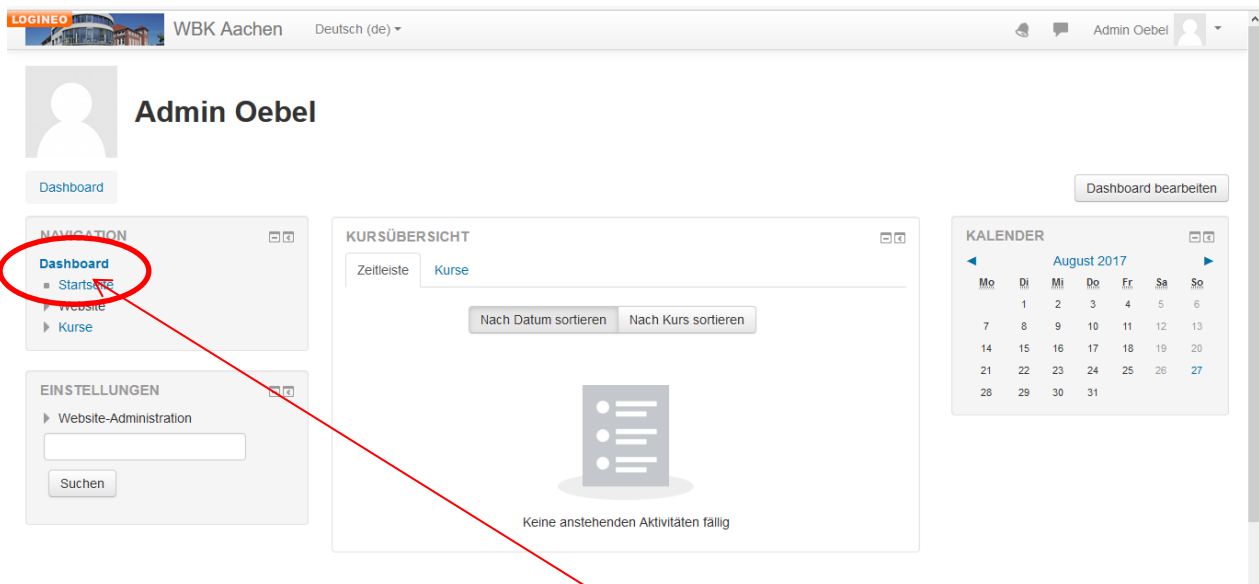 LOGINEO
WBK Aachen
Deutsch (de)
Admin Oebel
Admin Oebel
Dashboard
Dashboard bearbeiten
NAVIGATION
Dashboard
Startseite
Website
Kurse
EINSTELLUNGEN
Website-Administration
Suchen
KURSÜBERSICHT
Zeitleiste Kurse
Nach Datum sortieren Nach Kurs sortieren
Keine anstehenden Aktivitäten fällig
KALENDER
August 2017
Mo Di Mi Do Fr Sa So
1 2 3 4 5 6
7 8 9 10 11 12 13
14 15 16 17 18 19 20
21 22 23 24 25 26 27
28 29 30 31